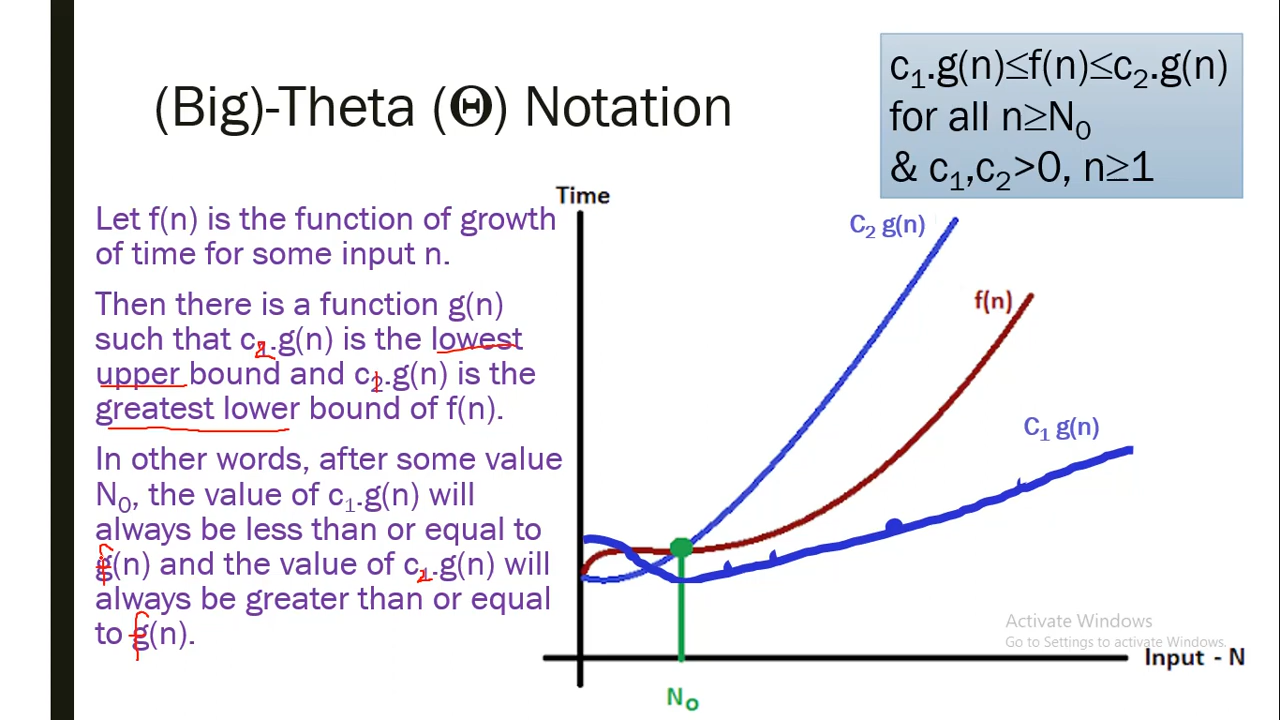 (Big)-Theta (Θ) Notation
c₁.g(n)≤f(n)≤c₂.g(n)
for all n≥N₀
& c₁,c₂>0, n≥1
Let f(n) is the function of growth
of time for some input n.
Then there is a function g(n)
such that c₂.g(n) is the lowest
upper bound and c₁.g(n) is the
greatest lower bound of f(n).
In other words, after some value
N₀, the value of c₁.g(n) will
always be less than or equal to
f(n) and the value of c₂.g(n) will
always be greater than or equal
to f(n).
Time
C₂ g(n)
f(n)
C₁ g(n)
N₀
Input - N
Activate Windows
Go to Settings to activate Windows.